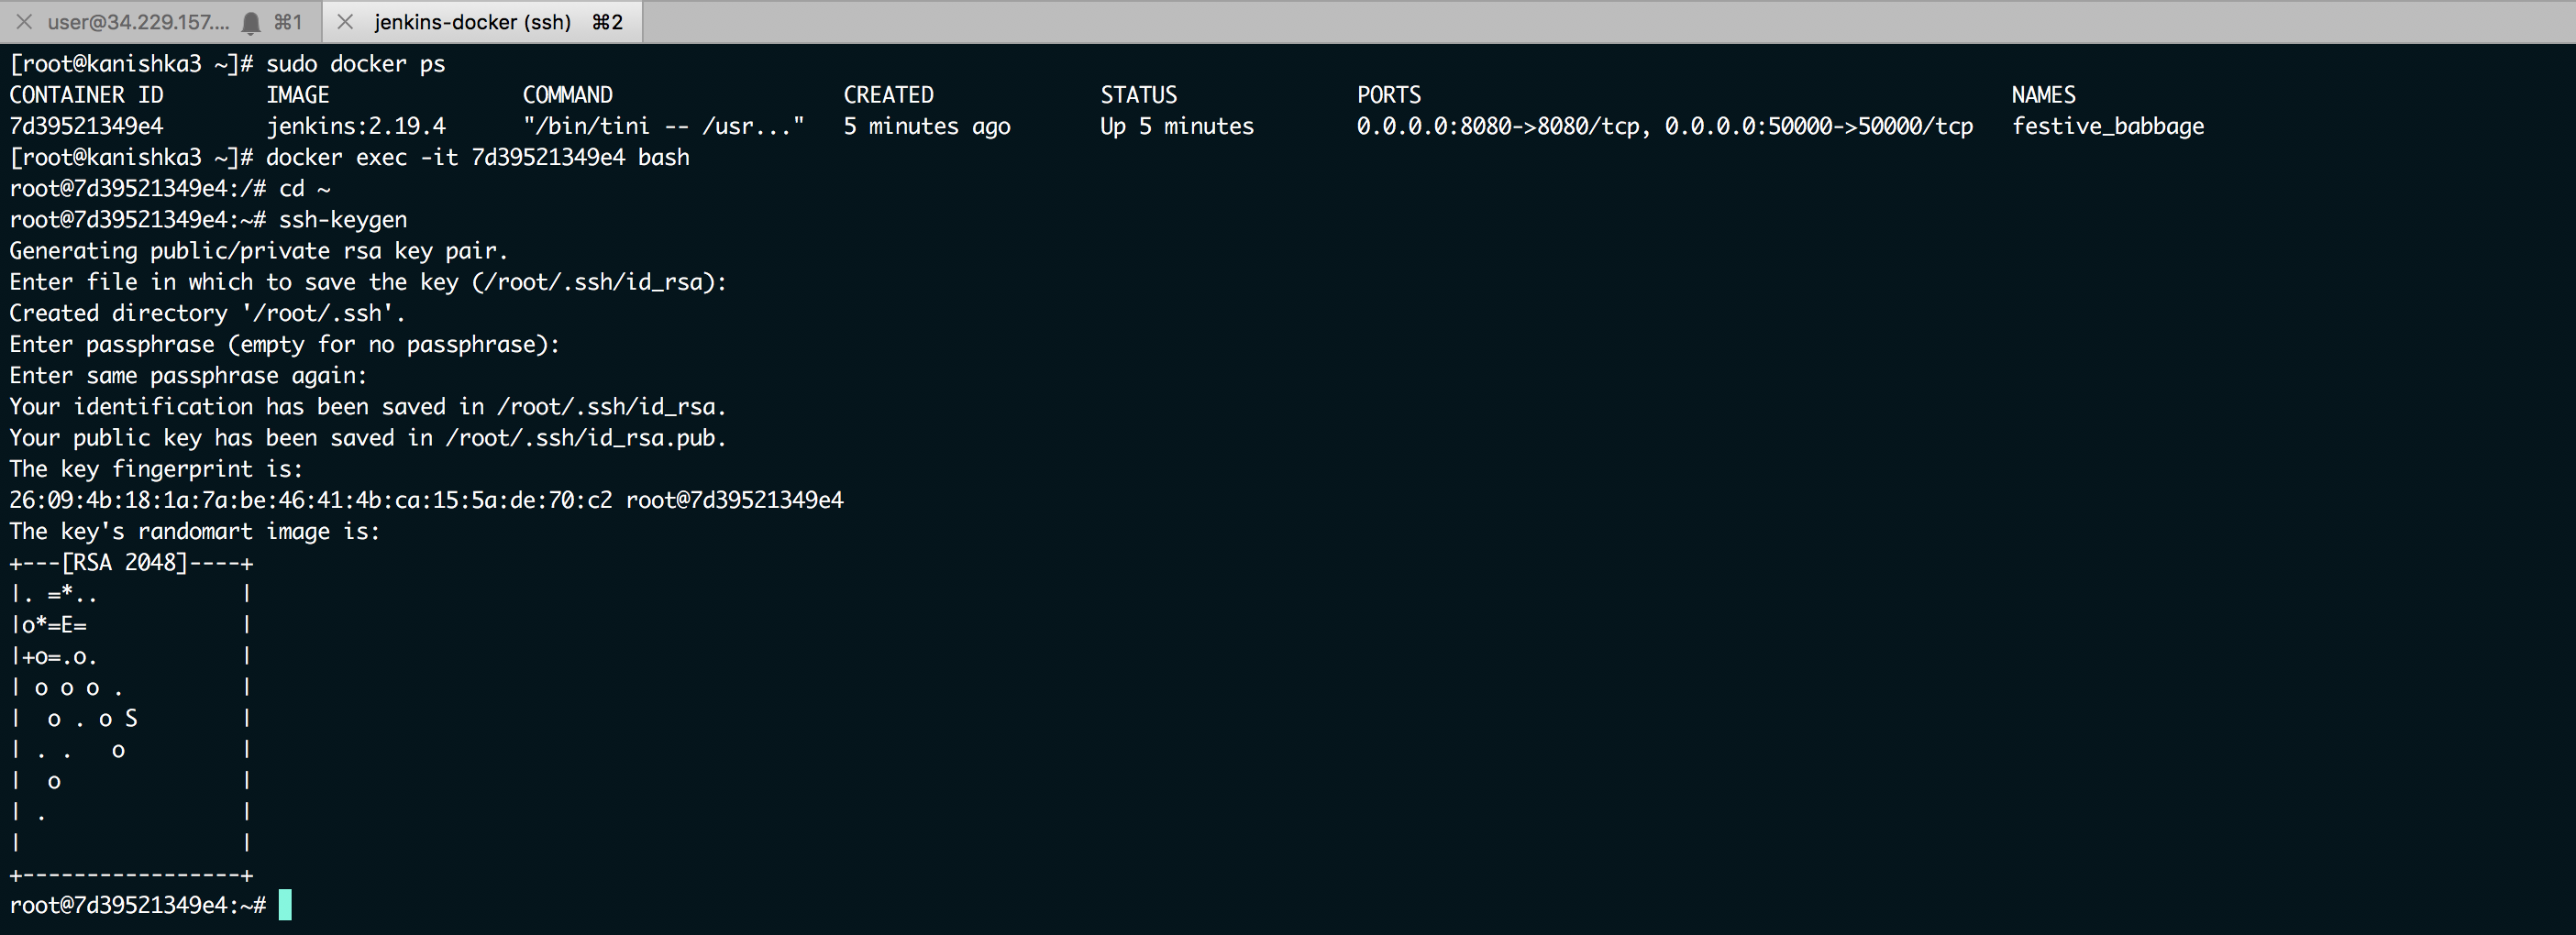 user@34.229.157.... ⌘1 jenkins-docker (ssh) ⌘2
[root@kanishka3 ~]# sudo docker ps
CONTAINER ID        IMAGE               COMMAND                  CREATED             STATUS              PORTS                                              NAMES
7d39521349e4        jenkins:2.19.4      "/bin/tini -- /usr..."   5 minutes ago       Up 5 minutes        0.0.0.0:8080->8080/tcp, 0.0.0.0:50000->50000/tcp   festive_babbage
[root@kanishka3 ~]# docker exec -it 7d39521349e4 bash
root@7d39521349e4:/# cd ~
root@7d39521349e4:~# ssh-keygen
Generating public/private rsa key pair.
Enter file in which to save the key (/root/.ssh/id_rsa):
Created directory '/root/.ssh'.
Enter passphrase (empty for no passphrase):
Enter same passphrase again:
Your identification has been saved in /root/.ssh/id_rsa.
Your public key has been saved in /root/.ssh/id_rsa.pub.
The key fingerprint is:
26:09:4b:18:1a:7a:be:46:41:4b:ca:15:5a:de:70:c2 root@7d39521349e4
The key's randomart image is:
+---[RSA 2048]----+
|. =*..           |
|o*=E=            |
|+o=.o.           |
| o o o .         |
|  o . o S        |
| . .   o         |
|  o              |
| .               |
|                 |
+-----------------+
root@7d39521349e4:~#